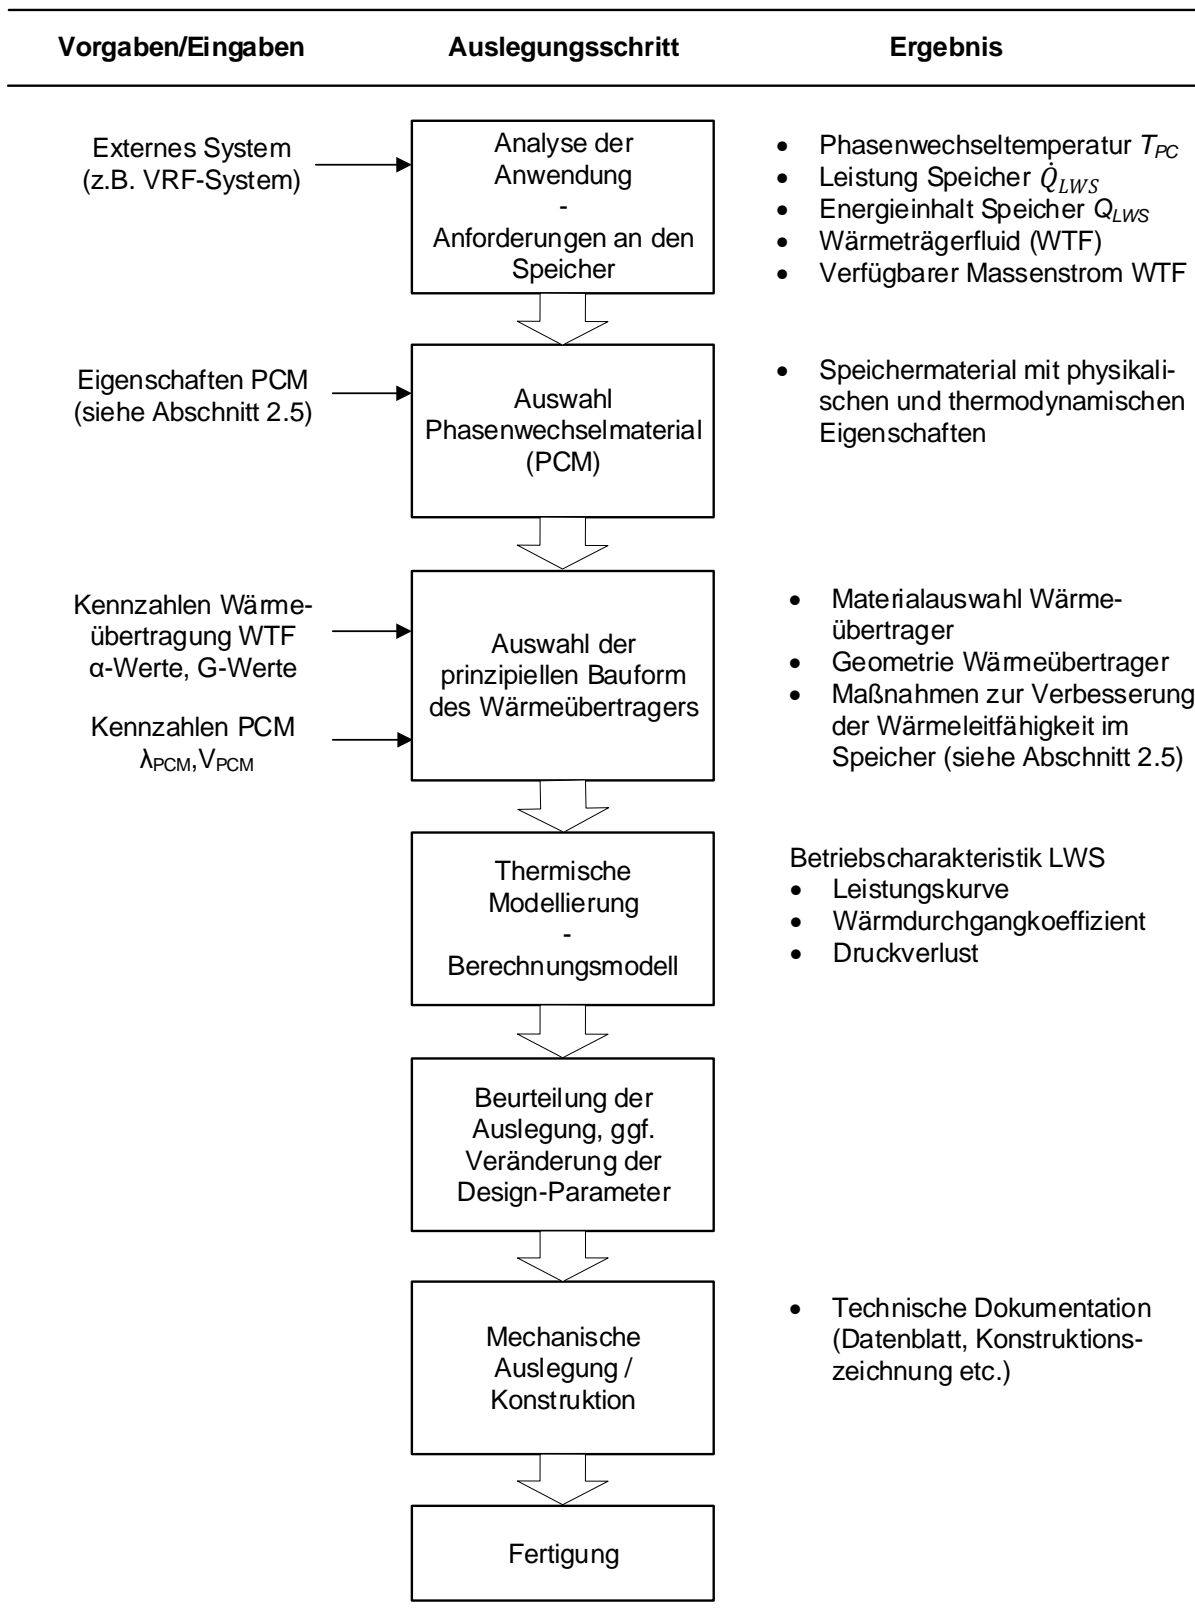 Vorgaben/Eingaben
Auslegungsschritt
Ergebnis
Externes System
(z.B. VRF-System)
Analyse der
Anwendung
-
Anforderungen an den
Speicher
• Phasenwechseltemperatur T_PC
• Leistung Speicher Q̇_LWS
• Energieinhalt Speicher Q_LWS
• Wärmeträgerfluid (WTF)
• Verfügbarer Massenstrom WTF
Eigenschaften PCM
(siehe Abschnitt 2.5)
Auswahl
Phasenwechselmaterial
(PCM)
• Speichermaterial mit physikali-
schen und thermodynamischen
Eigenschaften
Kennzahlen Wärme-
übertragung WTF
α-Werte, G-Werte
Kennzahlen PCM
λ_PCM,V_PCM
Auswahl der
prinzipiellen Bauform
des Wärmeübertragers
• Materialauswahl Wärme-
übertrager
• Geometrie Wärmeübertrager
• Maßnahmen zur Verbesserung
der Wärmeleitfähigkeit im
Speicher (siehe Abschnitt 2.5)
Thermische
Modellierung
-
Berechnungsmodell
Betriebscharakteristik LWS
• Leistungskurve
• Wärmdurchgangkoeffizient
• Druckverlust
Beurteilung der
Auslegung, ggf.
Veränderung der
Design-Parameter
Mechanische
Auslegung /
Konstruktion
• Technische Dokumentation
(Datenblatt, Konstruktions-
zeichnung etc.)
Fertigung